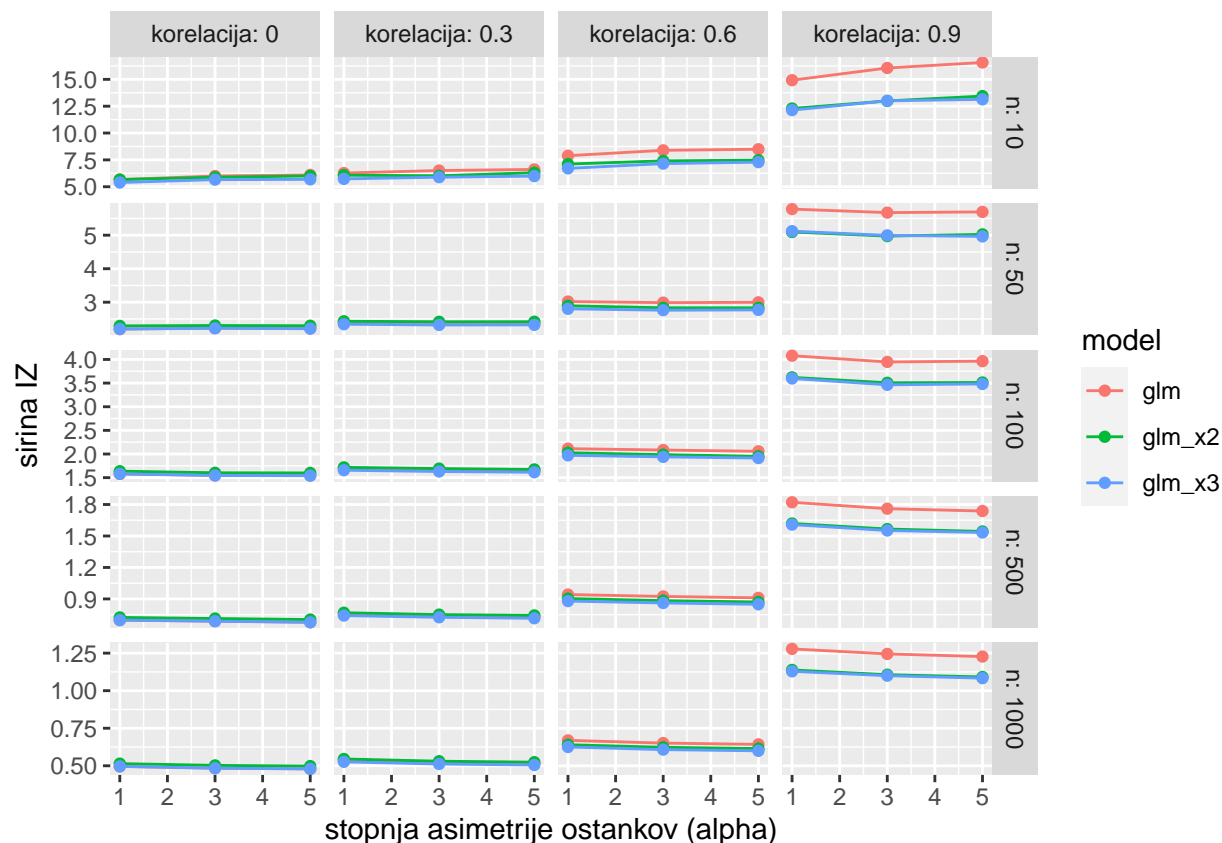 korelacija: 0 korelacija: 0.3 korelacija: 0.6 korelacija: 0.9
sirina IZ
15.0
12.5
10.0
7.5
5.0
n: 10
5
4
3
n: 50
4.0
3.5
3.0
2.5
2.0
1.5
n: 100
1.8
1.5
1.2
0.9
n: 500
1.25
1.00
0.75
0.50
n: 1000
1 2 3 4 5 1 2 3 4 5 1 2 3 4 5 1 2 3 4 5
stopnja asimetrije ostankov (alpha)
model
glm
glm_x2
glm_x3